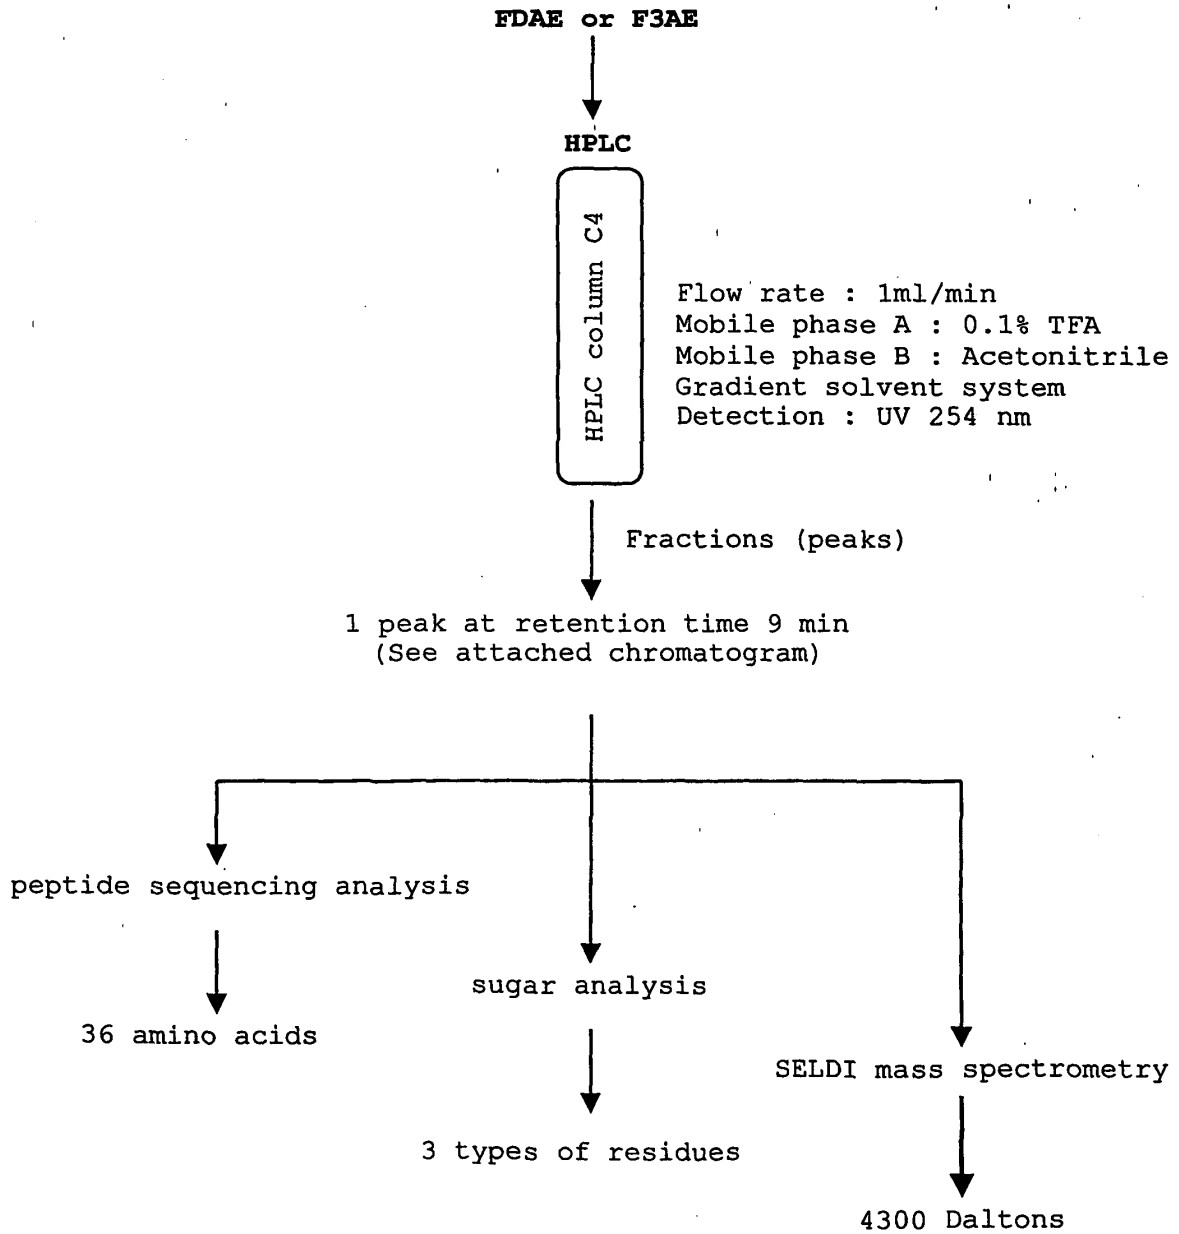 FDAE or F3AE
HPLC
HPLC column C4
Flow rate : 1ml/min
Mobile phase A : 0.1% TFA
Mobile phase B : Acetonitrile
Gradient solvent system
Detection : UV 254 nm
Fractions (peaks)
1 peak at retention time 9 min
(See attached chromatogram)
peptide sequencing analysis
36 amino acids
sugar analysis
3 types of residues
SELDI mass spectrometry
4300 Daltons